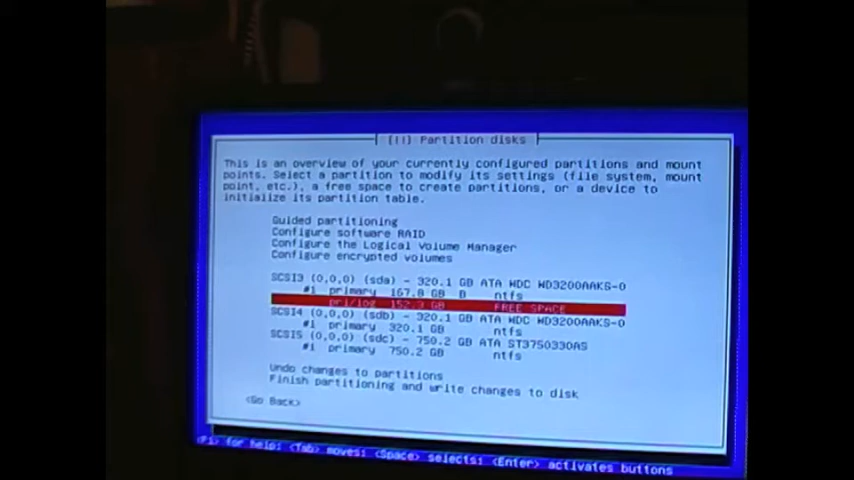 [!!] Partition disks
This is an overview of your currently configured partitions and mount
points. Select a partition to modify its settings (file system, mount
point, etc.), a free space to create partitions, or a device to
initialize its partition table.
Guided partitioning
Configure software RAID
Configure the Logical Volume Manager
Configure encrypted volumes
SCSI3 (0,0,0) (sda) - 320.1 GB ATA WDC WD3200AAKS-0
#1 primary 167.8 GB B ntfs
pri/log 152.3 GB FREE SPACE
SCSI4 (0,0,0) (sdb) - 320.1 GB ATA WDC WD3200AAKS-0
#1 primary 320.1 GB ntfs
SCSI5 (0,0,0) (sdc) - 750.2 GB ATA ST3750330AS
#1 primary 750.2 GB ntfs
Undo changes to partitions
Finish partitioning and write changes to disk
<Go Back>
<F1> for help; <Tab> moves; <Space> selects; <Enter> activates buttons